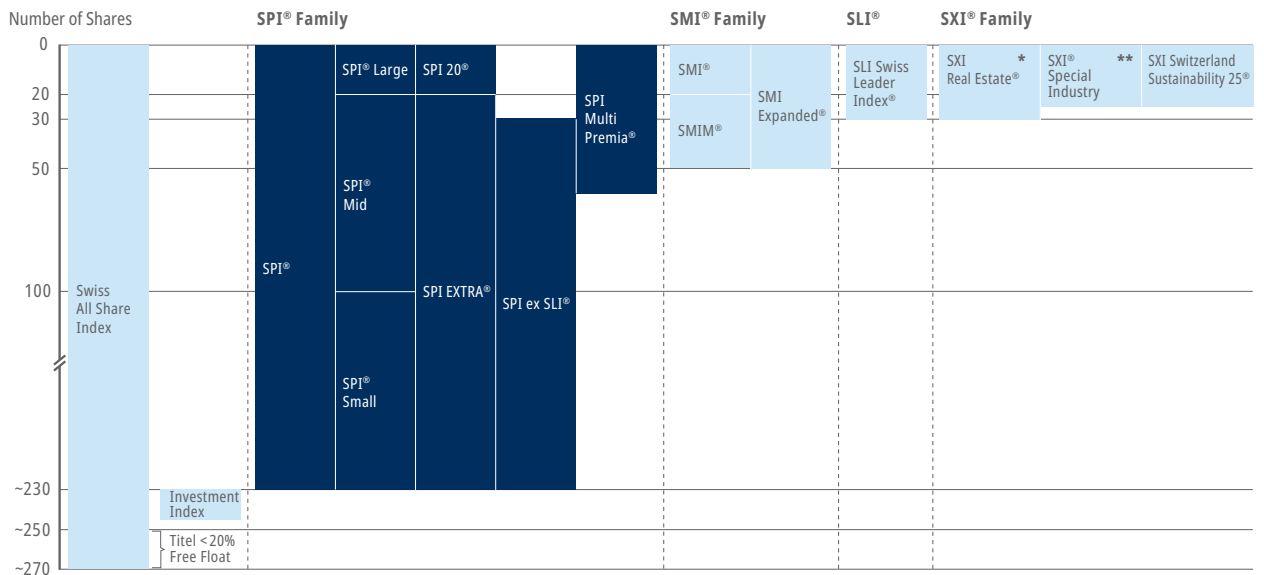 Number of Shares
SPI® Family
SMI® Family
SLI®
SXI® Family
0
20
30
50
100
~230
~250
~270
Swiss
All Share
Index
Investment
Index
Titel <20%
Free Float
SPI®
SPI® Large
SPI®
Mid
SPI®
Small
SPI 20®
SPI EXTRA®
SPI ex SLI®
SPI
Multi
Premia®
SMI®
SMIM®
SMI
Expanded®
SLI Swiss
Leader
Index®
SXI *
Real Estate®
SXI® **
Special
Industry
SXI Switzerland
Sustainability 25®